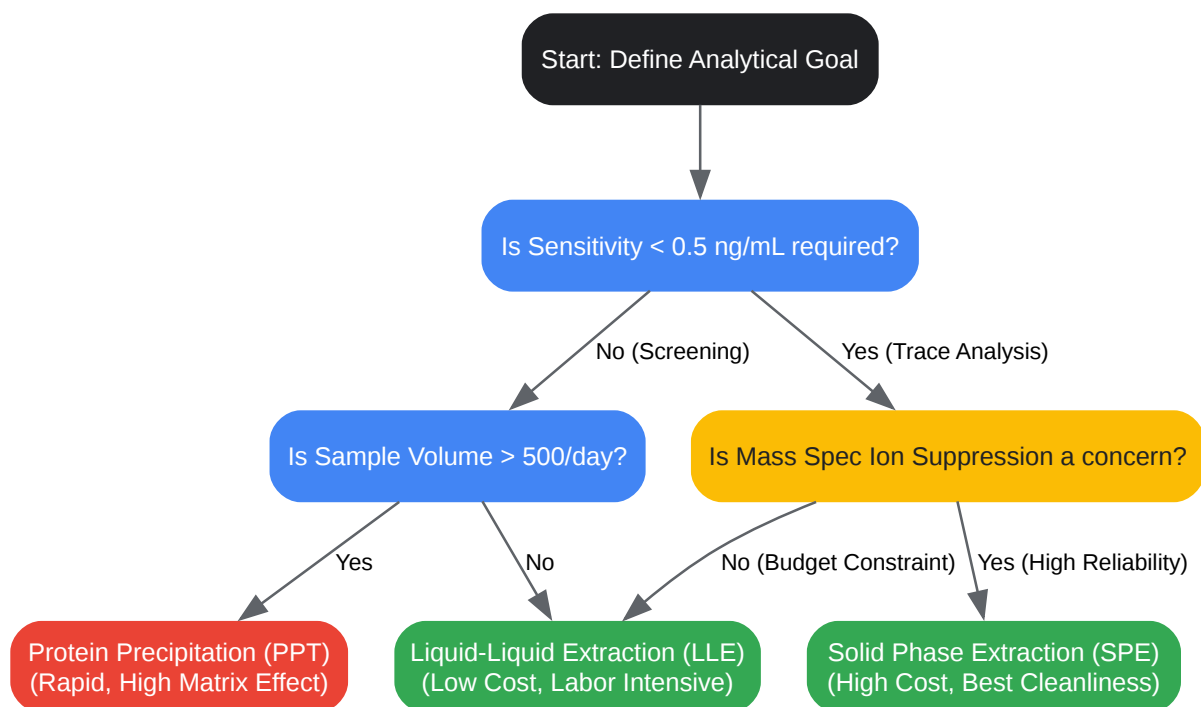 Start: Define Analytical Goal
Is Sensitivity < 0.5 ng/mL required?
No (Screening)
Yes (Trace Analysis)
Is Sample Volume > 500/day?
Is Mass Spec Ion Suppression a concern?
Yes
No
No (Budget Constraint)
Yes (High Reliability)
Protein Precipitation (PPT)
(Rapid, High Matrix Effect)
Liquid-Liquid Extraction (LLE)
(Low Cost, Labor Intensive)
Solid Phase Extraction (SPE)
(High Cost, Best Cleanliness)